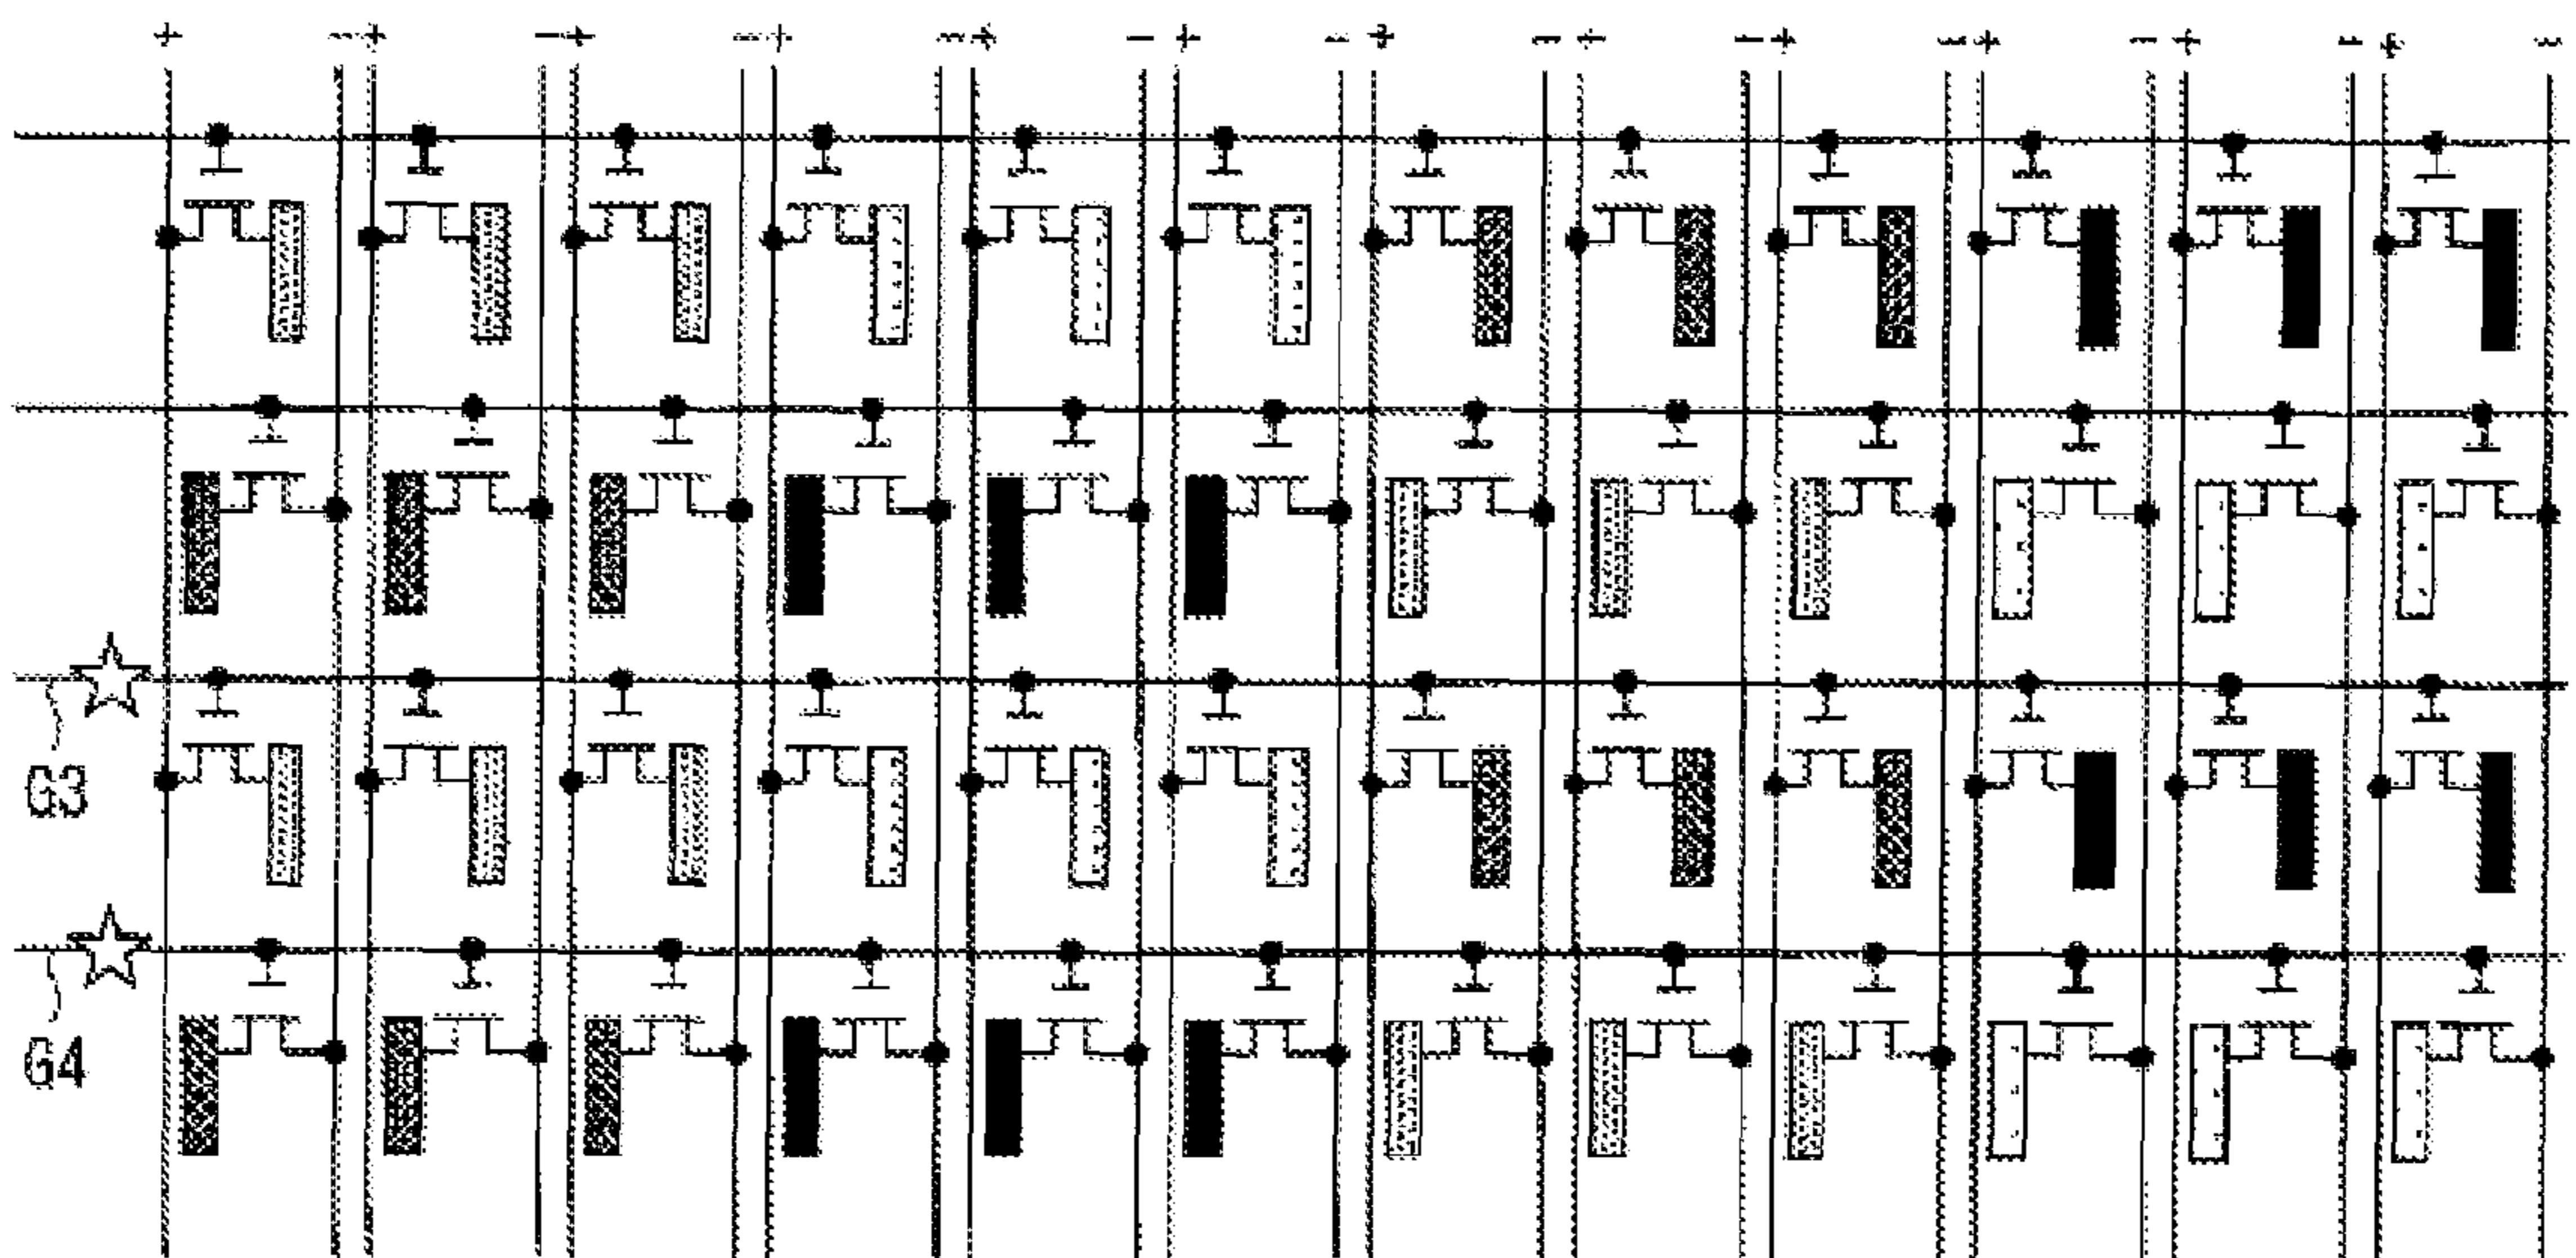 + - + - + - + - + - + - + - + - + - + - + - + -
G3
G4